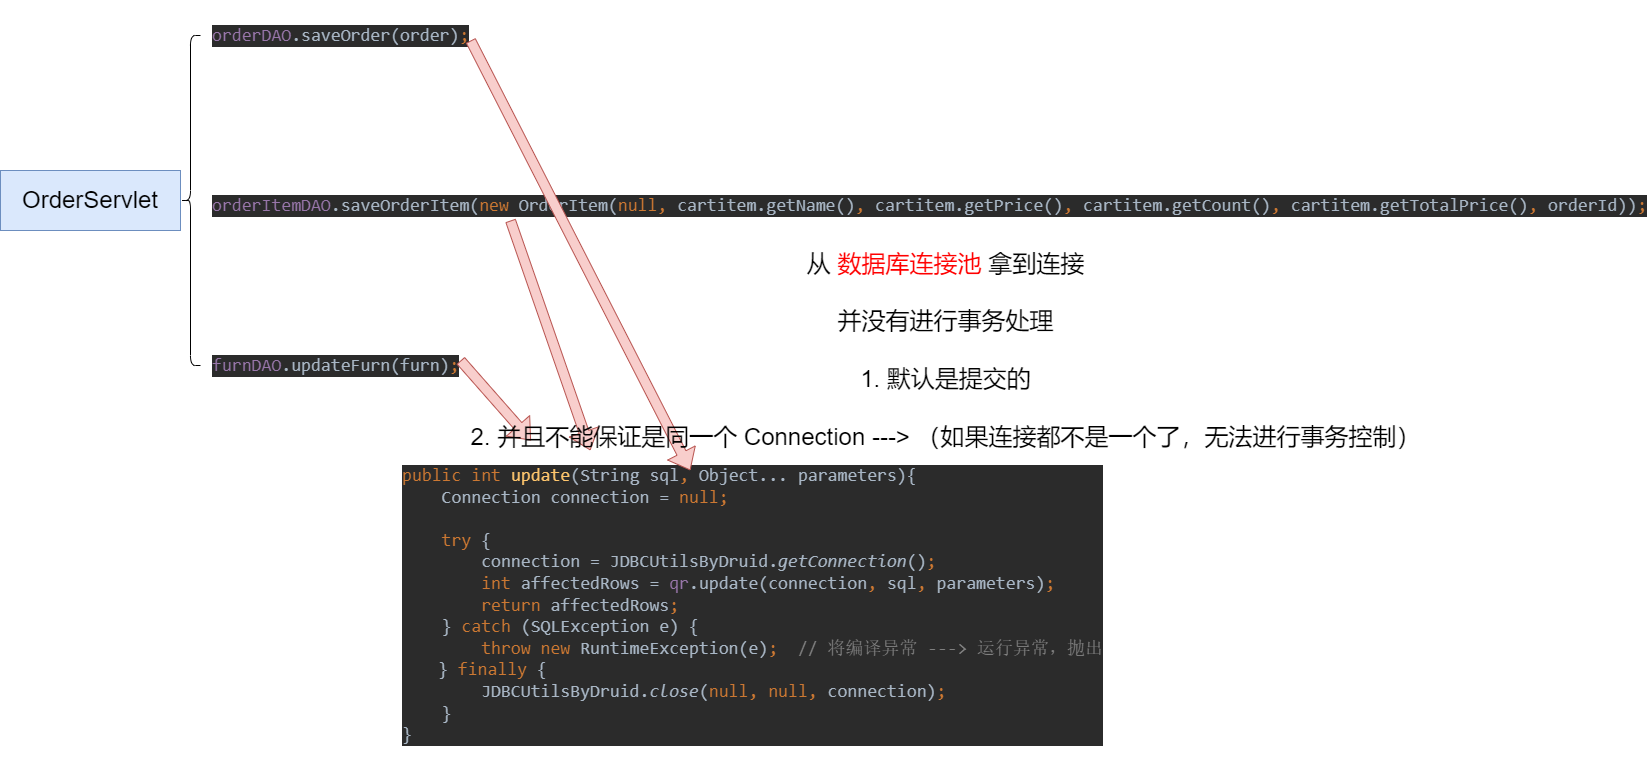 orderDAO.saveOrder(order);
OrderServlet
orderItemDAO.saveOrderItem(new OrderItem(null, cartitem.getName(), cartitem.getPrice(), cartitem.getCount(), cartitem.getTotalPrice(), orderId));
从 数据库连接池 拿到连接
并没有进行事务处理
furnDAO.updateFurn(furn);
1. 默认是提交的
2. 并且不能保证是同一个 Connection ---> （如果连接都不是一个了，无法进行事务控制）
public int update(String sql, Object... parameters){
Connection connection = null;
try {
connection = JDBCUtilsByDruid.getConnection();
int affectedRows = qr.update(connection, sql, parameters);
return affectedRows;
} catch (SQLException e) {
throw new RuntimeException(e); // 将编译异常 ---> 运行异常，抛出
} finally {
JDBCUtilsByDruid.close(null, null, connection);
}
}